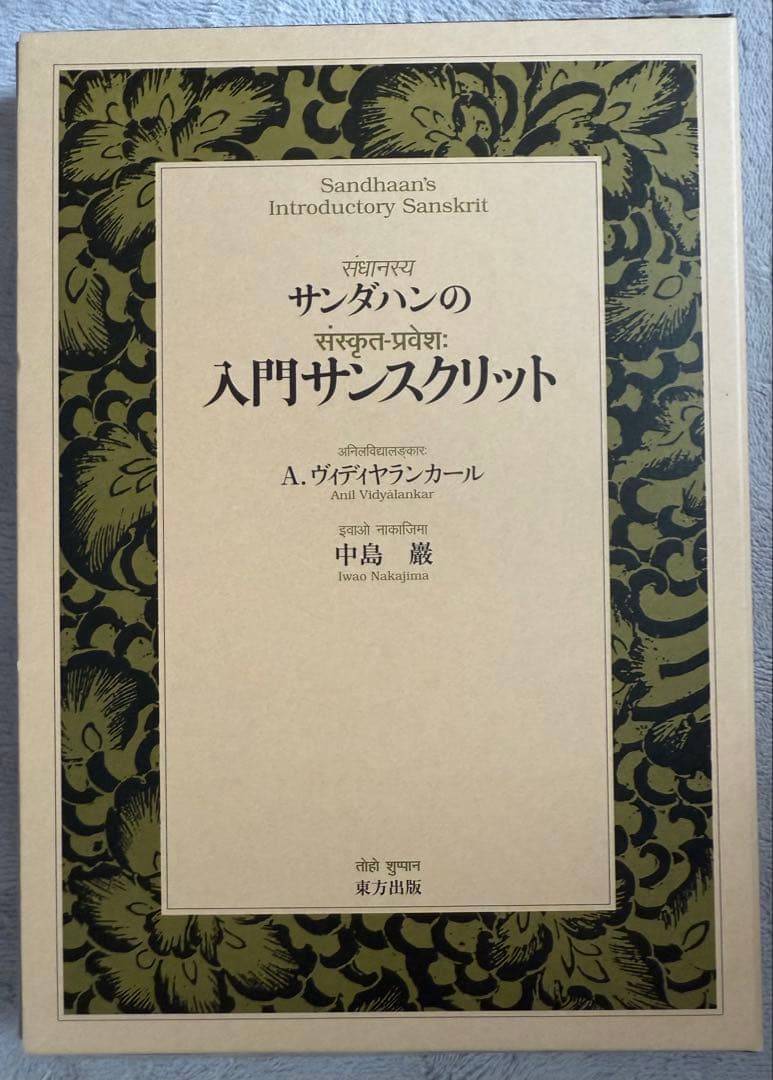 Sandhaan's
Introductory Sanskrit
संधानस्य
サンダハンの
संस्कृत-प्रवेशः
入門サンスクリット
अनिलविद्यालङ्कारः
A.ヴィディヤランカール
Anil Vidyālankar
इवाओ नाकाजिमा
中島 巖
Iwao Nakajima
तोहो शुप्पान
東方出版